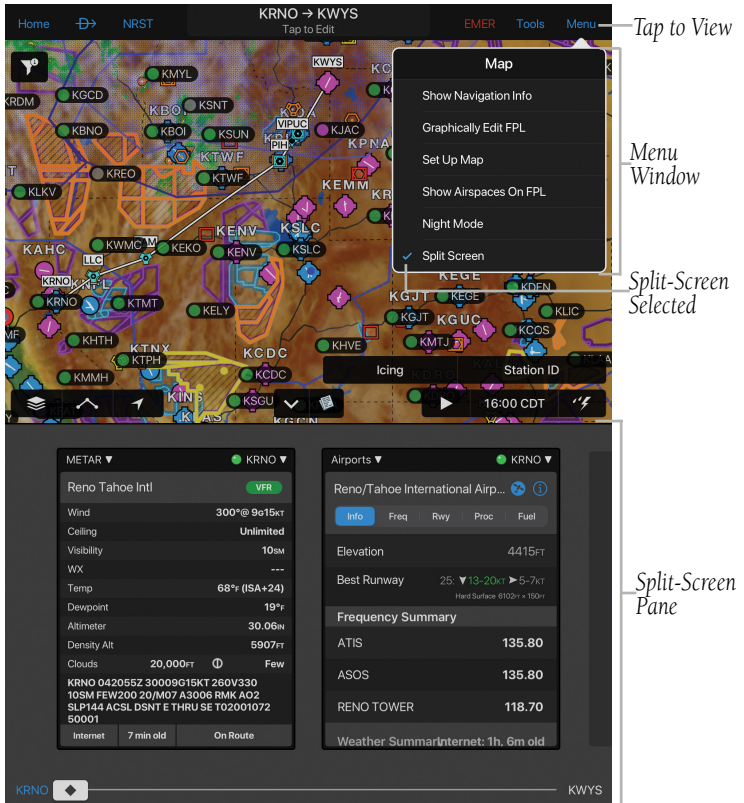 Home
NRST
KRNO → KWYS
Tap to Edit
EMER
Tools
Menu
Tap to View
Map
Show Navigation Info
Graphically Edit FPL
Set Up Map
Show Airspaces On FPL
Night Mode
Split Screen
Menu
Window
Split-Screen
Selected
KWYS
KMYL
KGCD
KRDM
KSNT
KBNO
KBOI
KSUN
VIPUC
PIH
KJAC
KPNA
KTWF
KREO
KTWF
KEMM
KLKV
KENV
KSLC
KAHC
KWMC
KEKO
KENV
KSLC
LLC
KRNO
KRNO
KTMT
KELY
KEGE
KGJT
KEGE
KGJT
KGUC
KLIC
KCOS
KHTH
KHVE
KMTJ
KTNX
KTPH
KCDC
KMMH
KCDC
KSGU
Icing
Station ID
16:00 CDT
METAR ▼
KRNO ▼
Reno Tahoe Intl
VFR
Wind 300°@ 9G15KT
Ceiling Unlimited
Visibility 10SM
WX ---
Temp 68°F (ISA+24)
Dewpoint 19°F
Altimeter 30.06IN
Density Alt 5907FT
Clouds 20,000FT Few
KRNO 042055Z 30009G15KT 260V330
10SM FEW200 20/M07 A3006 RMK AO2
SLP144 ACSL DSNT E THRU SE T02001072
50001
Internet 7 min old On Route
Airports ▼
KRNO ▼
Reno/Tahoe International Airp...
Info Freq Rwy Proc Fuel
Elevation 4415FT
Best Runway 25: ▼13-20KT ➤5-7KT
Hard Surface 6102FT × 150FT
Frequency Summary
ATIS 135.80
ASOS 135.80
RENO TOWER 118.70
Weather Summar Internet: 1h, 6m old
Split-Screen
Pane
KRNO
KWYS